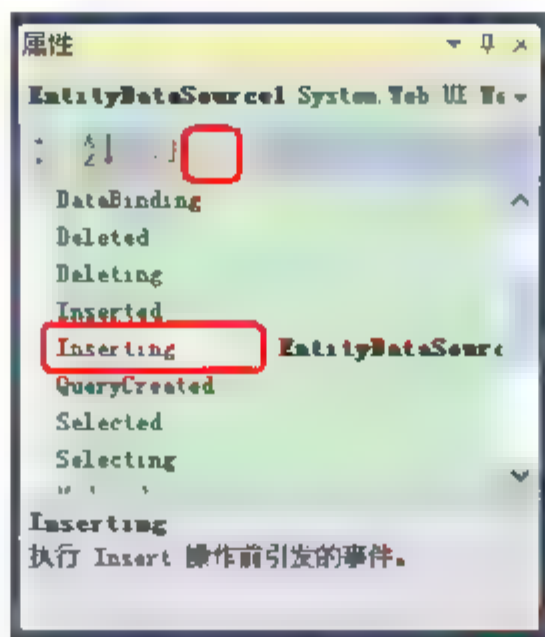 属性
EntityDataSource1 System.Web UI We
DataBinding
Deleted
Deleting
Inserted
Inserting EntityDataSourc
QueryCreated
Selected
Selecting
Inserting
执行 Insert 操作前引发的事件。